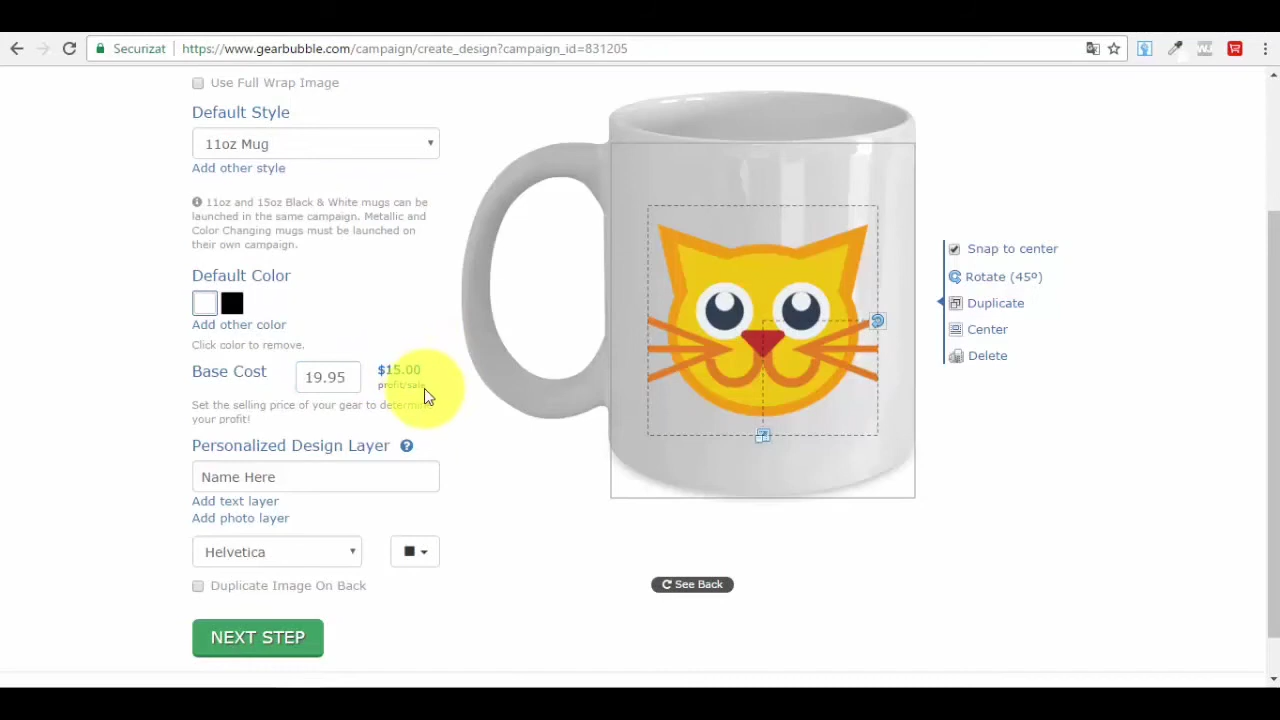 Securizat
https://www.gearbubble.com/campaign/create_design?campaign_id=831205
Use Full Wrap Image
Default Style
11oz Mug
Add other style
11oz and 15oz Black & White mugs can be
launched in the same campaign. Metallic and
Color Changing mugs must be launched on
their own campaign.
Default Color
Add other color
Click color to remove.
Base Cost
19.95
$15.00
profit/sale
Set the selling price of your gear to determine
your profit!
Personalized Design Layer ?
Name Here
Add text layer
Add photo layer
Helvetica
Duplicate Image On Back
NEXT STEP
Snap to center
Rotate (45º)
Duplicate
Center
Delete
See Back